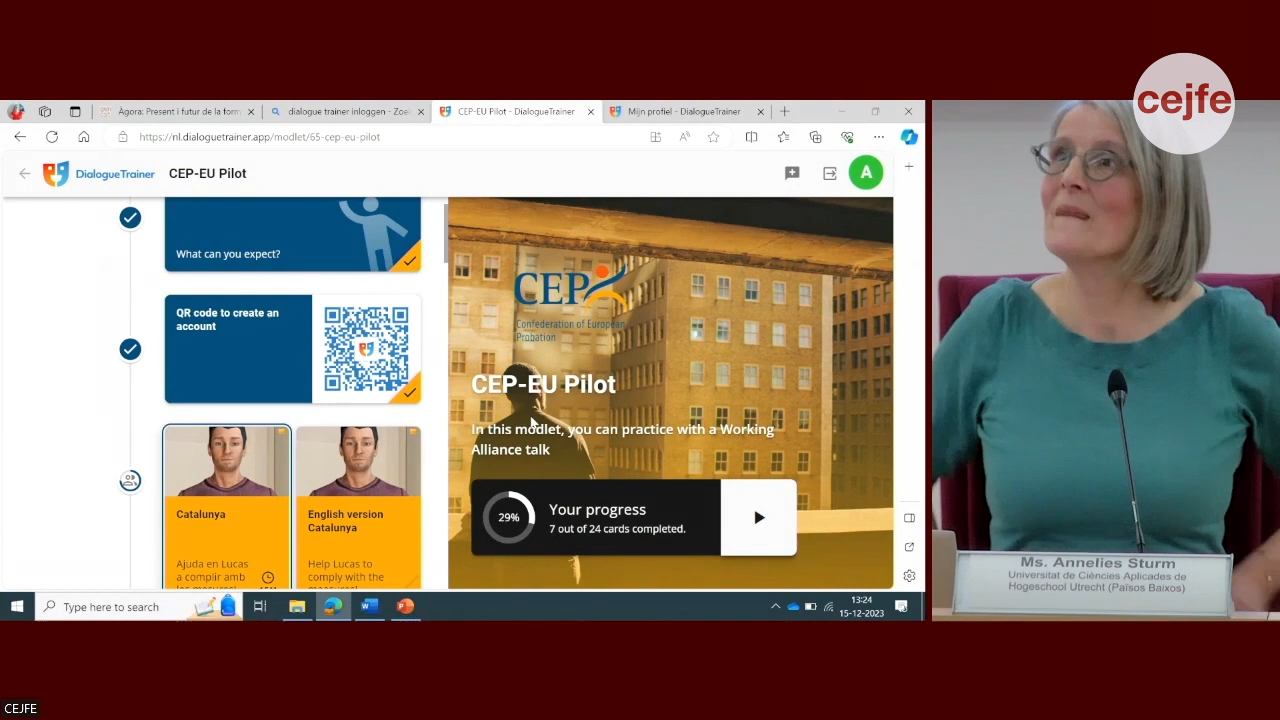 cejfe
Àgora: Present i futur de la form
dialogue trainer inloggen - Zoe
CEP-EU Pilot - DialogueTrainer
Mijn profiel - DialogueTrainer
https://nl.dialoguetrainer.app/modlet/65-cep-eu-pilot
DialogueTrainer
CEP-EU Pilot
A
What can you expect?
QR code to create an
account
Catalunya
Ajuda en Lucas
a complir amb
English version
Catalunya
Help Lucas to
comply with the
CEP
Confederation of European
Probation
CEP-EU Pilot
In this modlet, you can practice with a Working
Alliance talk
29%
Your progress
7 out of 24 cards completed.
Type here to search
13:24
15-12-2023
Ms. Annelies Sturm
Universitat de Ciències Aplicades de
Hogeschool Utrecht (Països Baixos)
CEJFE